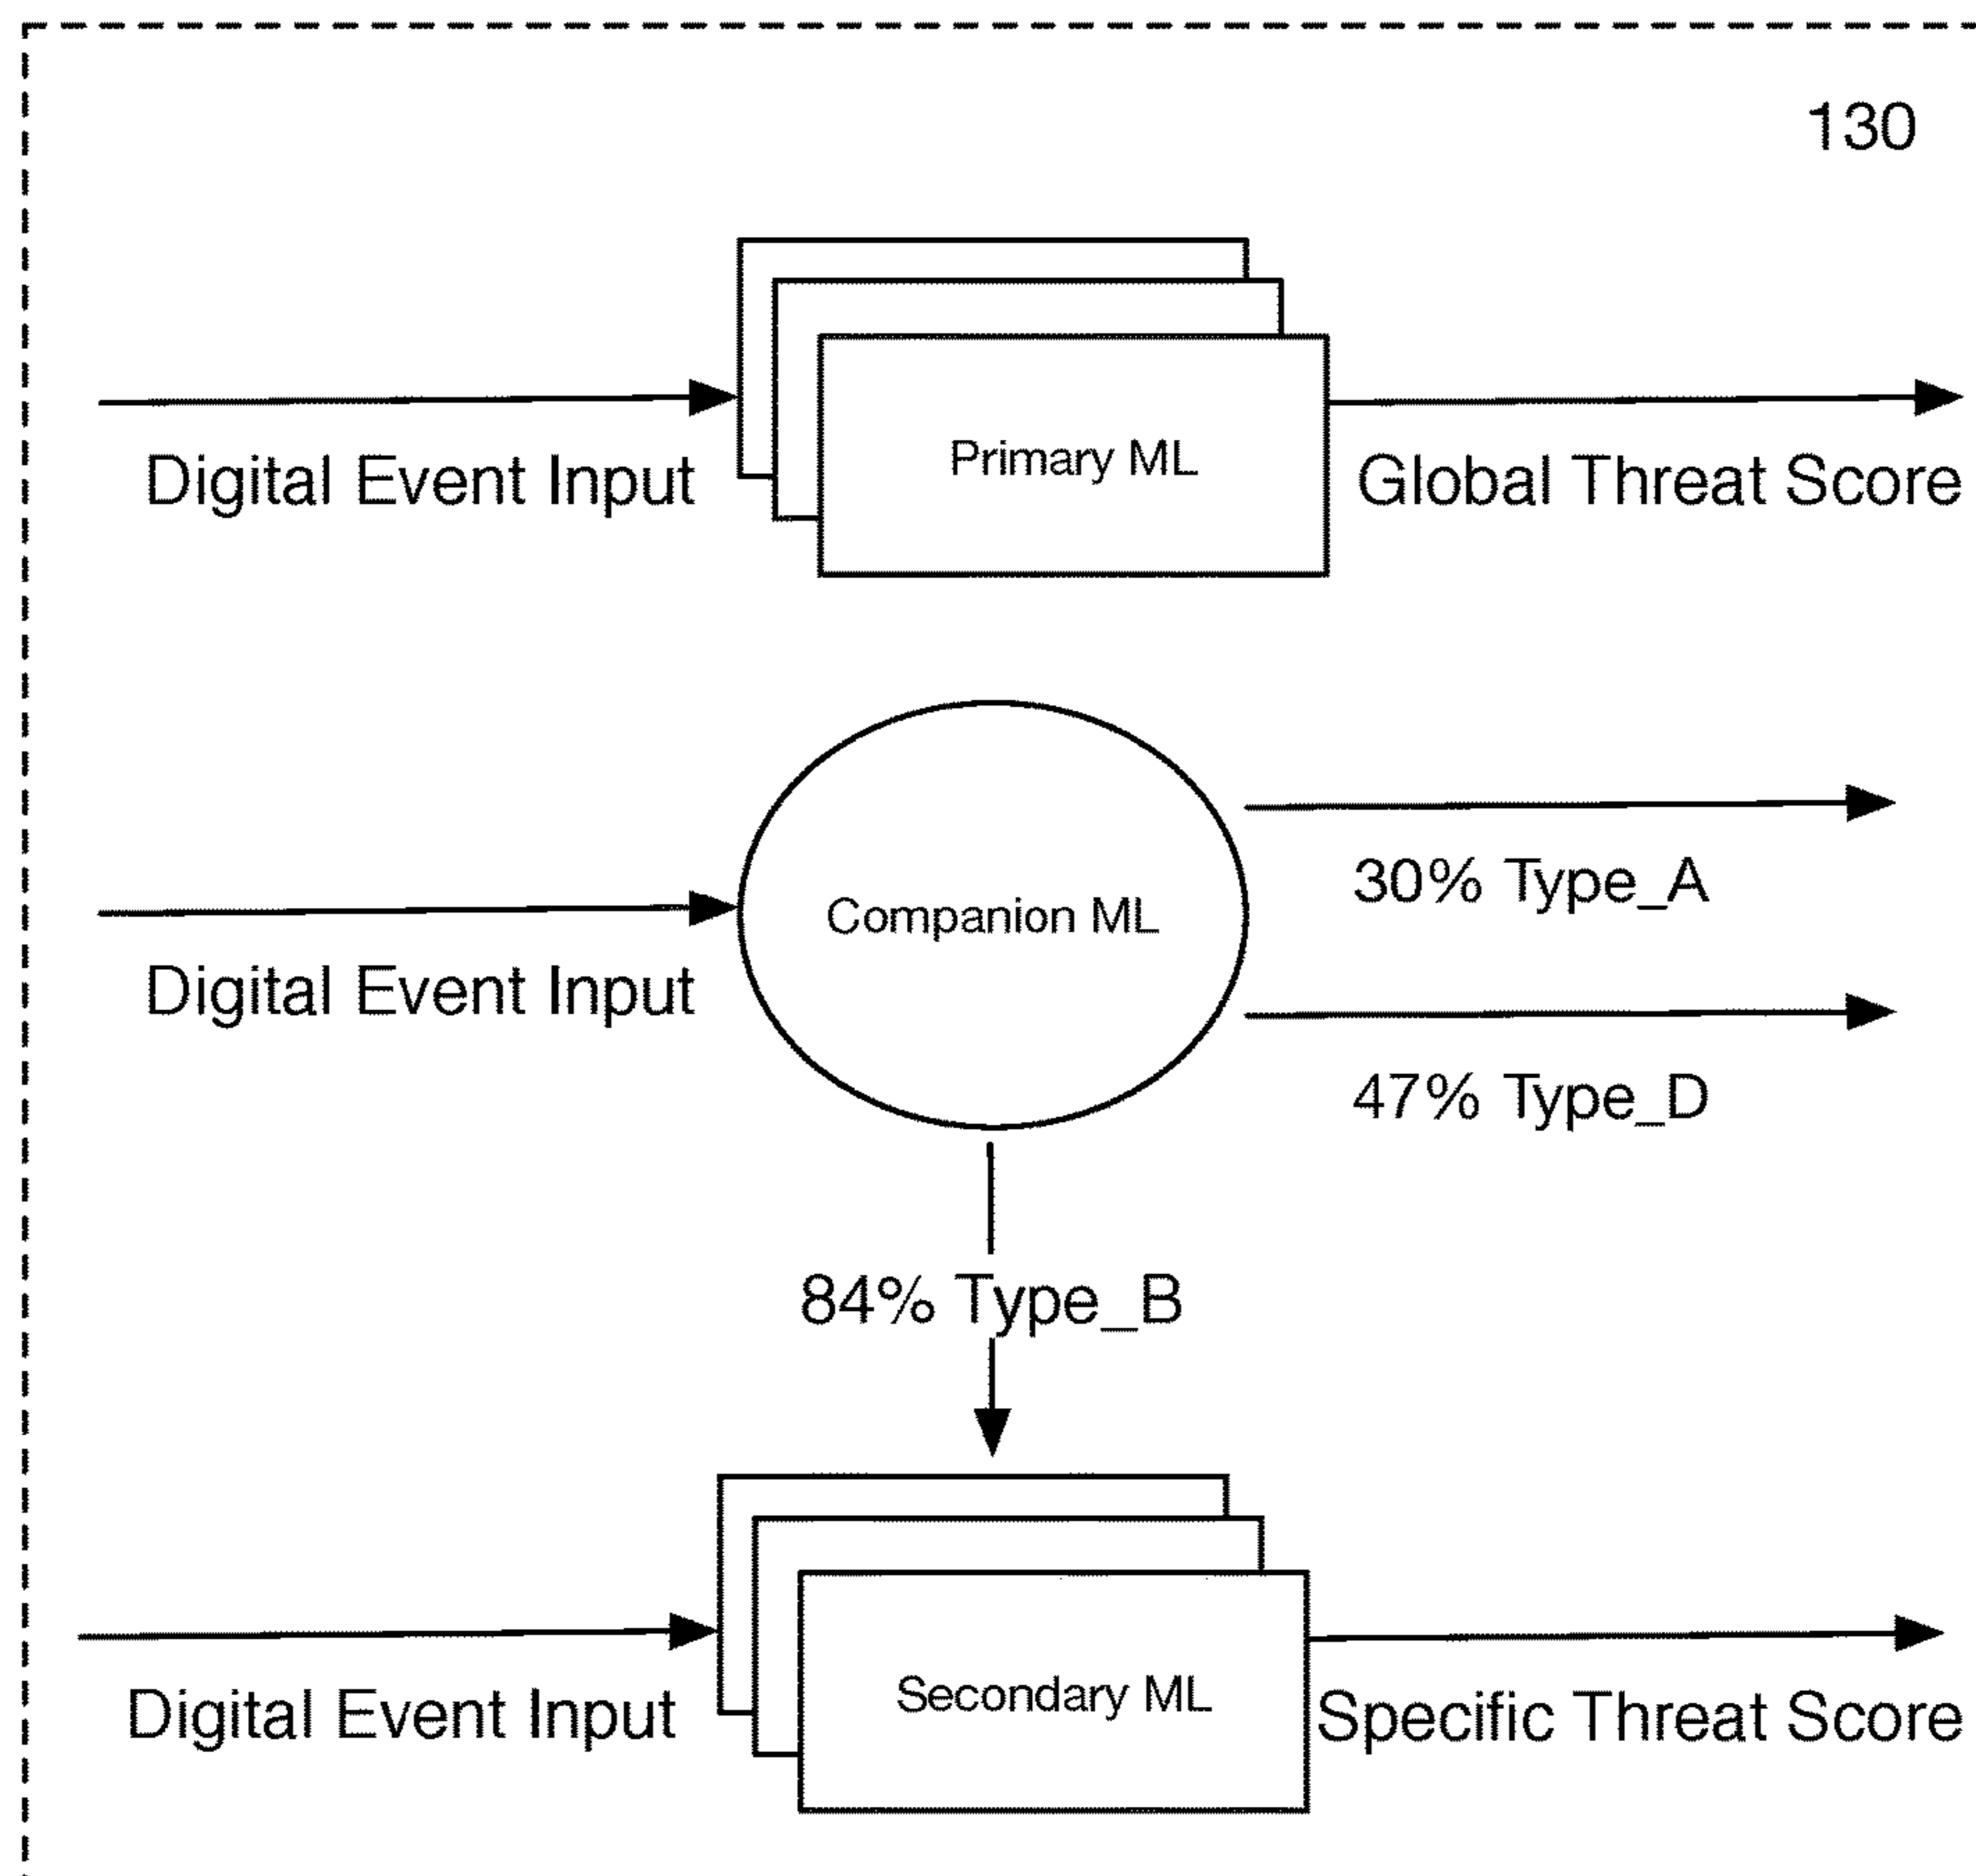 130
Primary ML
Digital Event Input
Global Threat Score
30% Type_A
Companion ML
Digital Event Input
47% Type_D
84% Type_B
Secondary ML
Digital Event Input
Specific Threat Score